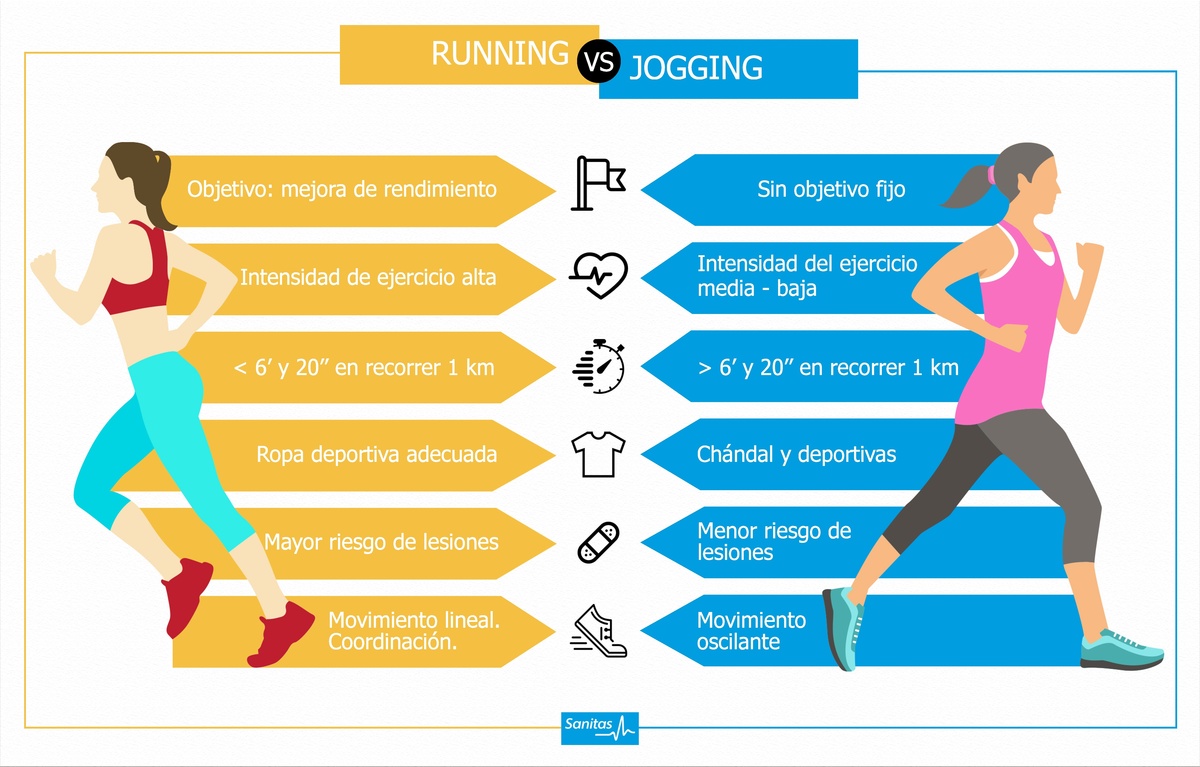 RUNNING
VS
JOGGING
Objetivo: mejora de rendimiento
Sin objetivo fijo
Intensidad de ejercicio alta
Intensidad del ejercicio
media - baja
< 6’ y 20” en recorrer 1 km
> 6’ y 20” en recorrer 1 km
Ropa deportiva adecuada
Chándal y deportivas
Mayor riesgo de lesiones
Menor riesgo de
lesiones
Movimiento lineal.
Coordinación.
Movimiento
oscilante
Sanitas